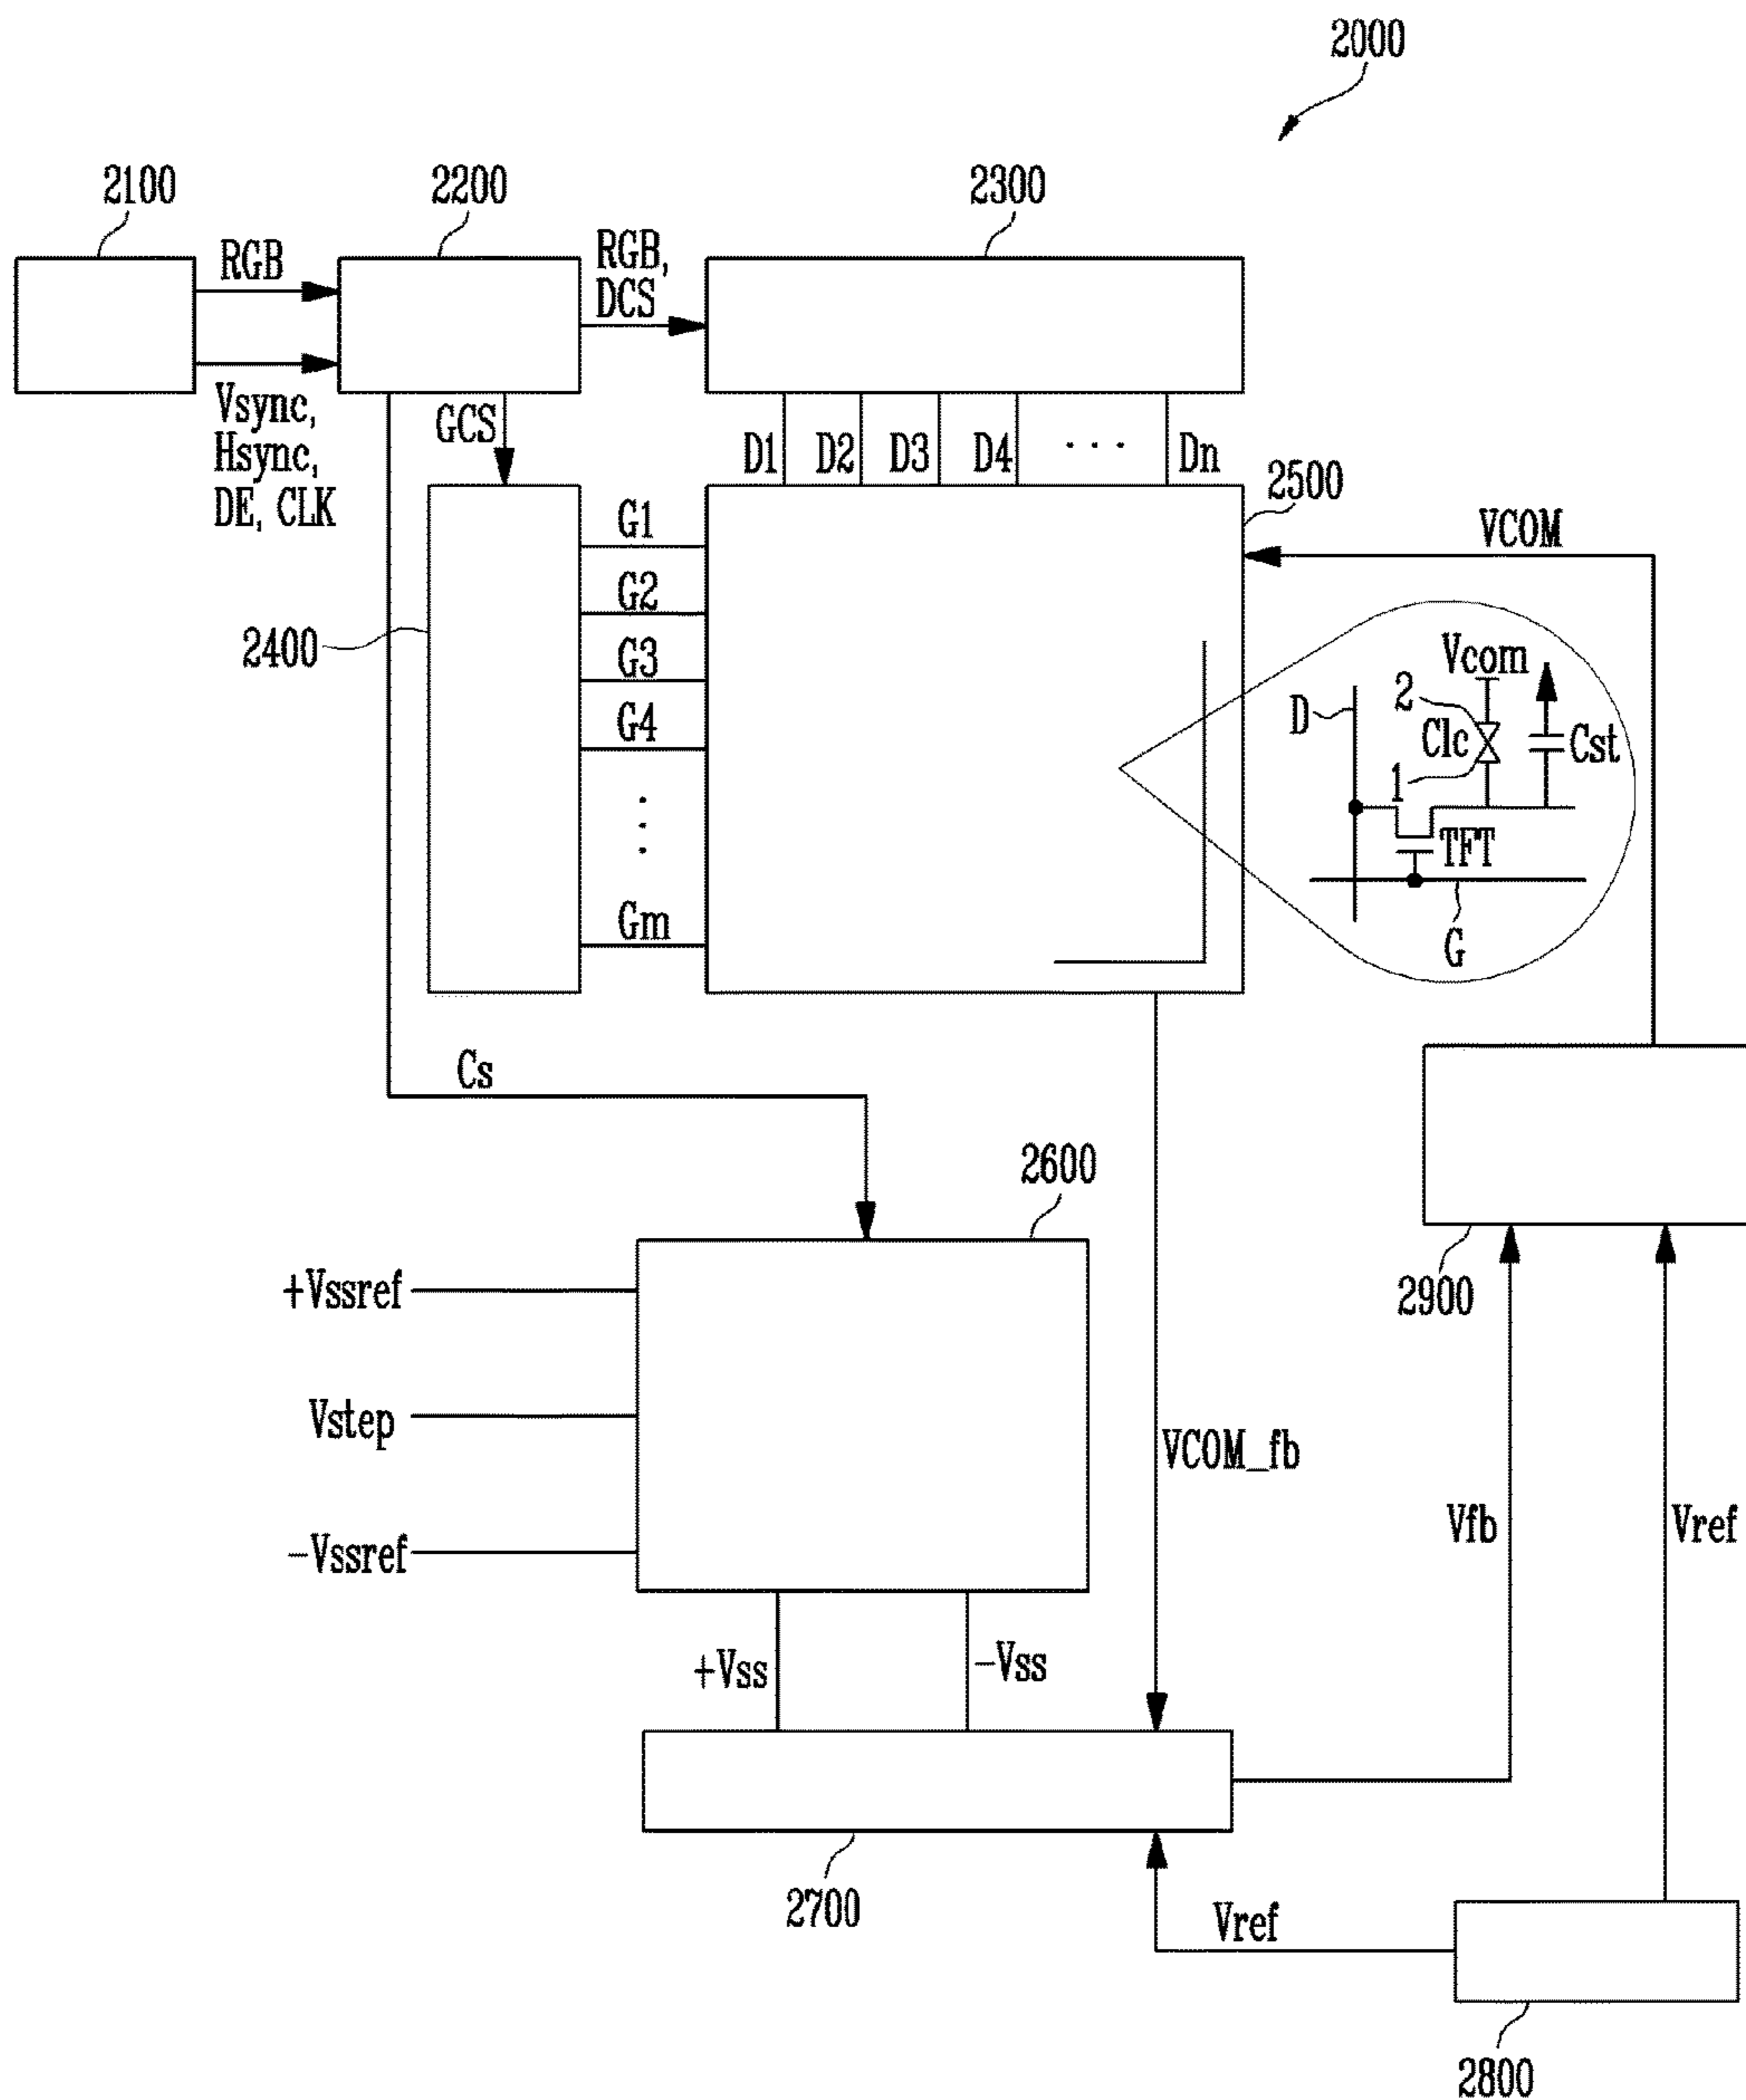 2000
2100
2200
2300
RGB
RGB,
DCS
Vsync,
Hsync,
DE, CLK
GCS
D1
D2
D3
D4
...
Dn
2500
VCOM
G1
G2
2400
G3
G4
Gm
Vcom
2
D
Clc
Cst
1
TFT
G
Cs
2600
2900
+Vssref
Vstep
VCOM_fb
-Vssref
Vfb
Vref
+Vss
-Vss
2700
Vref
2800